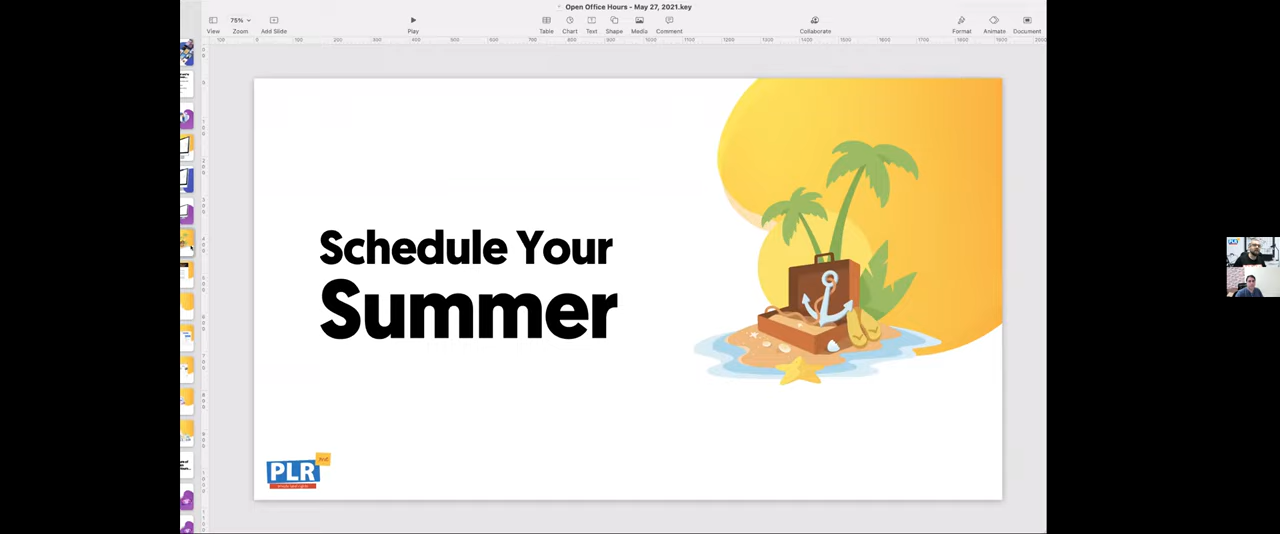 Open Office Hours - May 27, 2021.key
75%
View
Zoom
Add Slide
Play
Table
Chart
Text
Shape
Media
Comment
Collaborate
Format
Animate
Document
Schedule Your
Summer
PLR